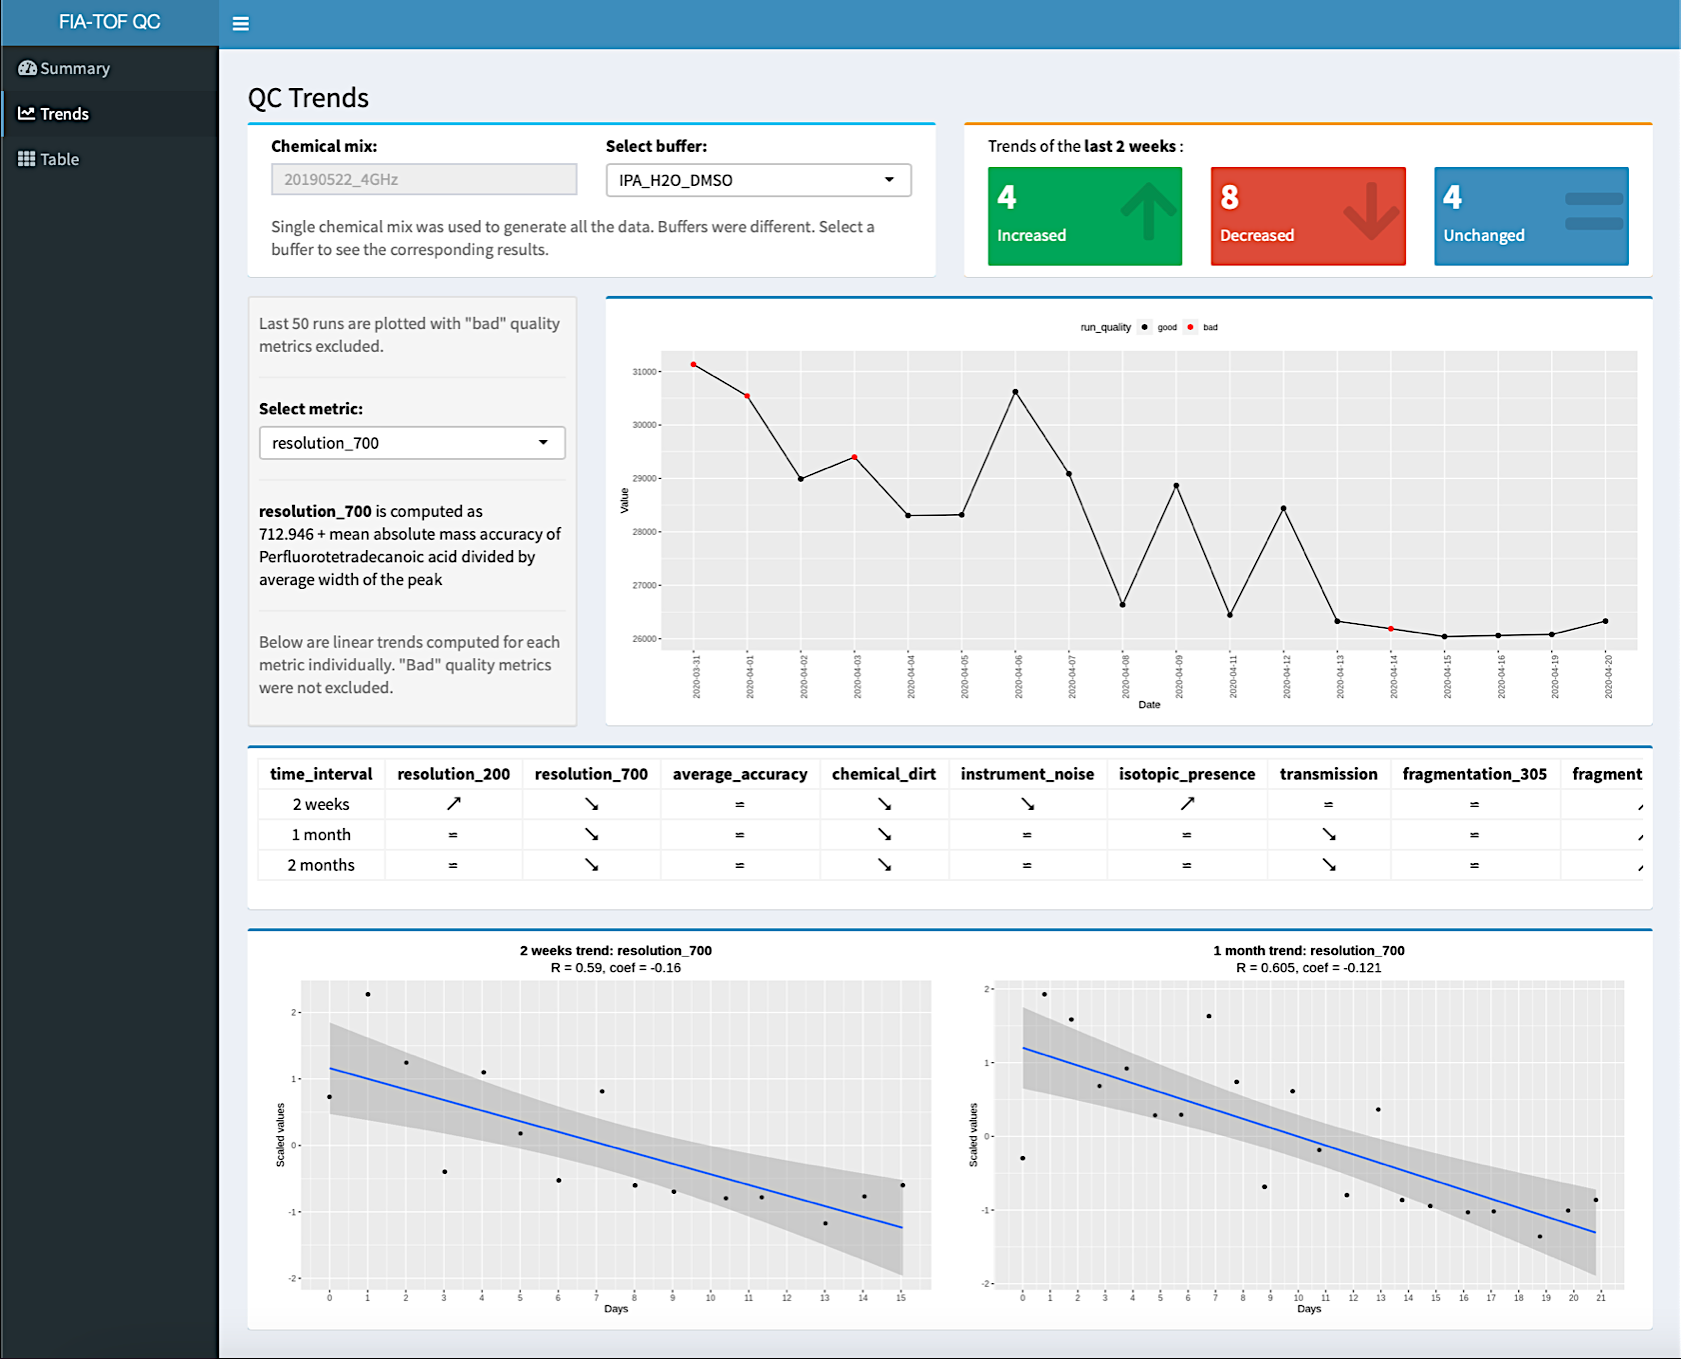 FIA-TOF QC
Summary
Trends
Table
QC Trends
Chemical mix:
20190522_4GHz
Select buffer:
IPA_H2O_DMSO
Single chemical mix was used to generate all the data. Buffers were different. Select a
buffer to see the corresponding results.
Trends of the last 2 weeks :
4
Increased
8
Decreased
4
Unchanged
Last 50 runs are plotted with "bad" quality
metrics excluded.
Select metric:
resolution_700
resolution_700 is computed as
712.946 + mean absolute mass accuracy of
Perfluorotetradecanoic acid divided by
average width of the peak
Below are linear trends computed for each
metric individually. "Bad" quality metrics
were not excluded.
run_quality good bad
Value
31000
30000
29000
28000
27000
26000
2020-03-31
2020-04-01
2020-04-02
2020-04-03
2020-04-04
2020-04-05
2020-04-06
2020-04-07
2020-04-08
2020-04-09
2020-04-11
2020-04-12
2020-04-13
2020-04-14
2020-04-15
2020-04-16
2020-04-19
2020-04-20
Date
time_interval resolution_200 resolution_700 average_accuracy chemical_dirt instrument_noise isotopic_presence transmission fragmentation_305 fragment
2 weeks ↗ ↘ = ↘ ↘ ↗ = =
1 month = ↘ = ↘ = = ↘ =
2 months = ↘ = ↘ = = ↘ =
2 weeks trend: resolution_700
R = 0.59, coef = -0.16
Scaled values
2
1
0
-1
-2
0 1 2 3 4 5 6 7 8 9 10 11 12 13 14 15
Days
1 month trend: resolution_700
R = 0.605, coef = -0.121
Scaled values
2
1
0
-1
-2
0 1 2 3 4 5 6 7 8 9 10 11 12 13 14 15 16 17 18 19 20 21
Days